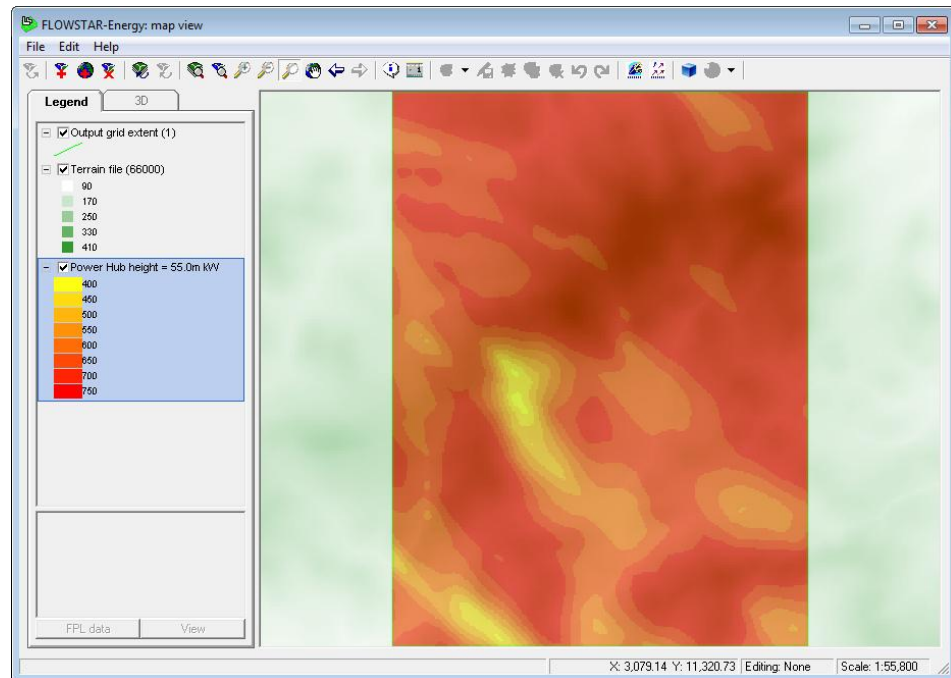 FLOWSTAR-Energy: map view
File Edit Help
Legend 3D
Output grid extent (1)
Terrain file (66000)
90
170
250
330
410
Power Hub height = 55.0m kW
400
450
500
550
600
650
700
750
FPL data View
X: 3,079.14 Y: 11,320.73 Editing: None Scale: 1:55,800